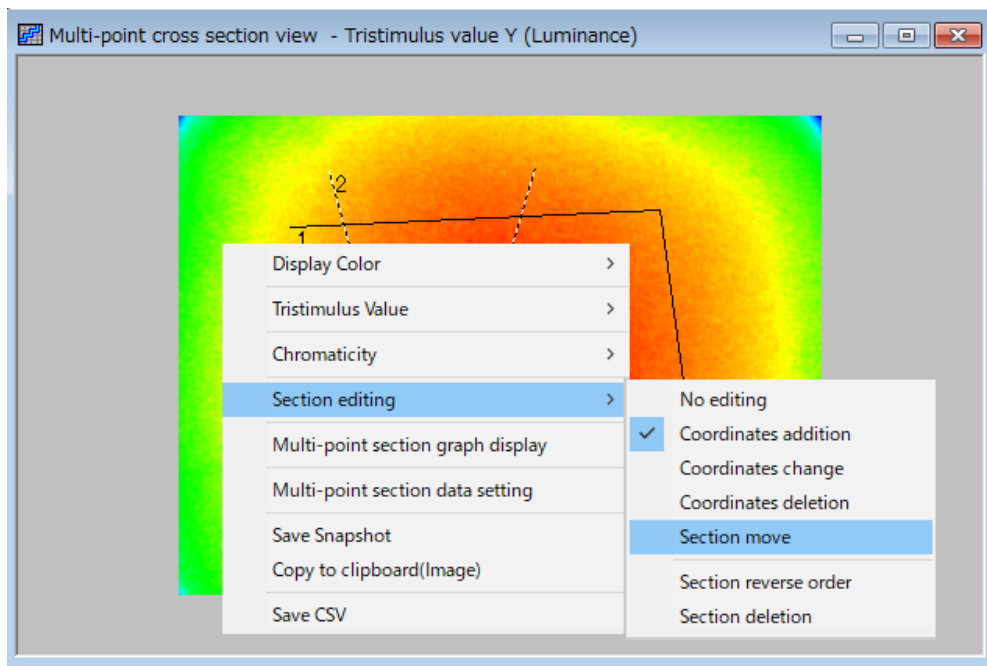 Multi-point cross section view - Tristimulus value Y (Luminance)
2
1
Display Color
Tristimulus Value
Chromaticity
Section editing
Multi-point section graph display
Multi-point section data setting
Save Snapshot
Copy to clipboard(Image)
Save CSV
No editing
Coordinates addition
Coordinates change
Coordinates deletion
Section move
Section reverse order
Section deletion